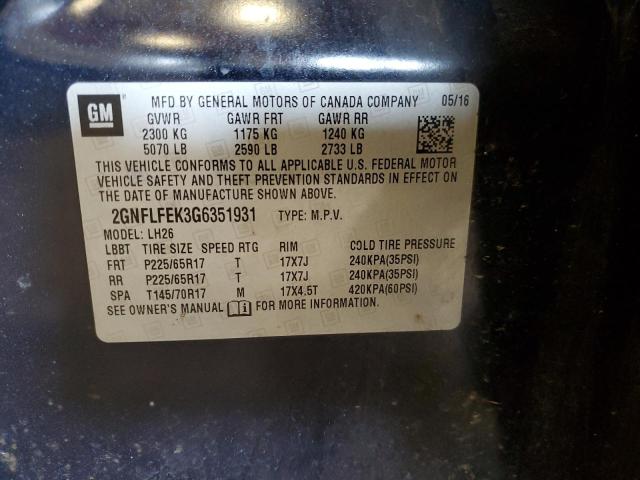 GM
MFD BY GENERAL MOTORS OF CANADA COMPANY 05/16
GVWR GAWR FRT GAWR RR
2300 KG 1175 KG 1240 KG
5070 LB 2590 LB 2733 LB
THIS VEHICLE CONFORMS TO ALL APPLICABLE U.S. FEDERAL MOTOR
VEHICLE SAFETY AND THEFT PREVENTION STANDARDS IN EFFECT ON
THE DATE OF MANUFACTURE SHOWN ABOVE.
2GNFLFEK3G6351931 TYPE: M.P.V.
MODEL: LH26
LBBT TIRE SIZE SPEED RTG RIM COLD TIRE PRESSURE
FRT P225/65R17 T 17X7J 240KPA(35PSI)
RR P225/65R17 T 17X7J 240KPA(35PSI)
SPA T145/70R17 M 17X4.5T 420KPA(60PSI)
SEE OWNER'S MANUAL FOR MORE INFORMATION.